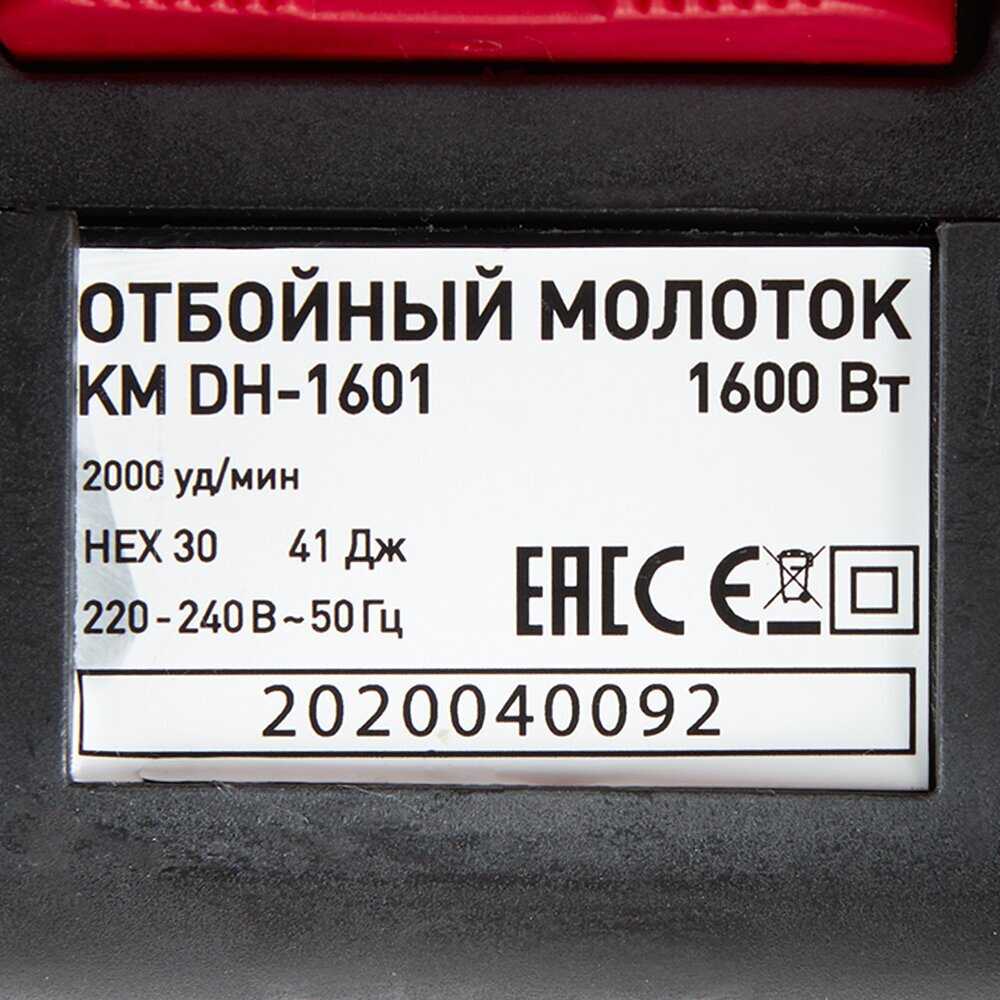 ОТБОЙНЫЙ МОЛОТОК
КМ DH-1601 1600 Вт
2000 уд/мин
HEX 30 41 Дж
220-240 В ~ 50 Гц
EAC CE
2020040092